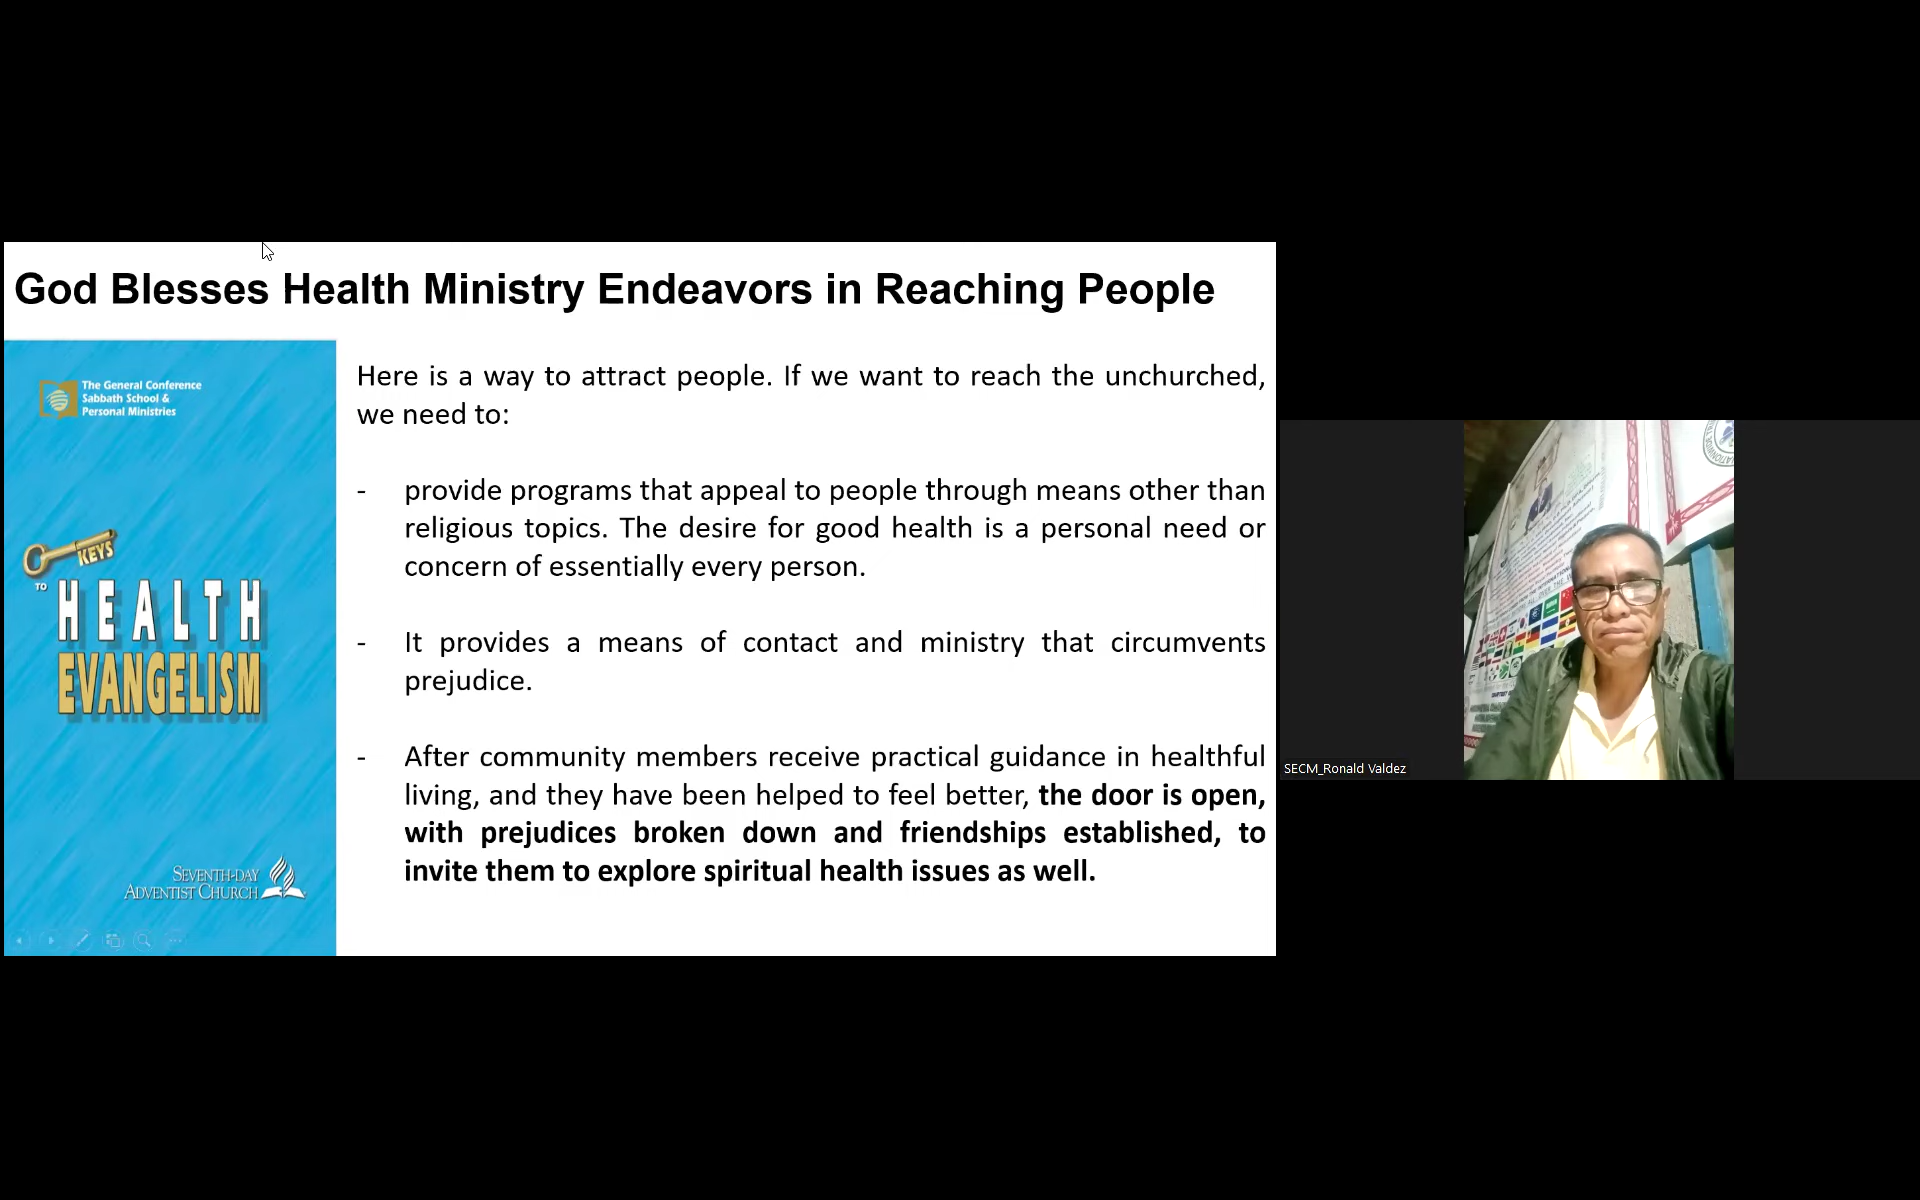 God Blesses Health Ministry Endeavors in Reaching People
The General Conference
Sabbath School &
Personal Ministries
KEYS
TO
HEALTH
EVANGELISM
SEVENTH-DAY
ADVENTIST CHURCH
Here is a way to attract people. If we want to reach the unchurched,
we need to:
- provide programs that appeal to people through means other than
religious topics. The desire for good health is a personal need or
concern of essentially every person.
- It provides a means of contact and ministry that circumvents
prejudice.
- After community members receive practical guidance in healthful
living, and they have been helped to feel better, the door is open,
with prejudices broken down and friendships established, to
invite them to explore spiritual health issues as well.
SECM_Ronald Valdez